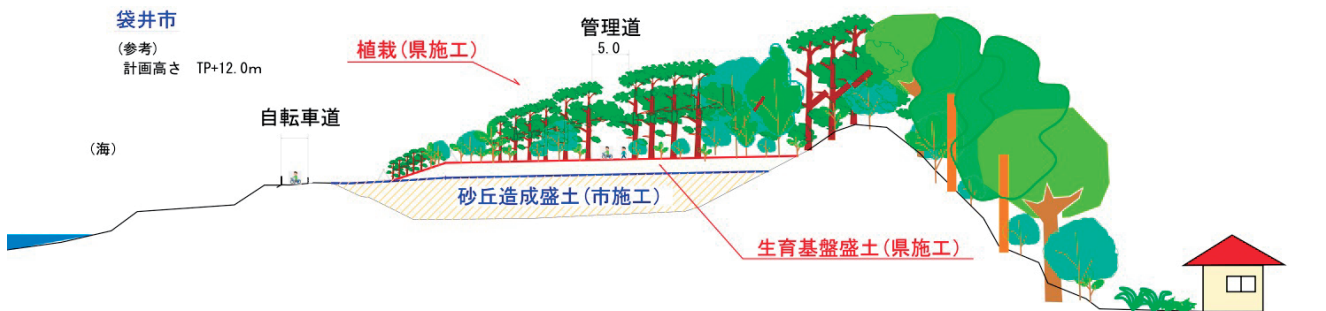 袋井市
(参考)
計画高さ TP+12.0m
植栽(県施工)
管理道
5.0
自転車道
(海)
砂丘造成盛土(市施工)
生育基盤盛土(県施工)